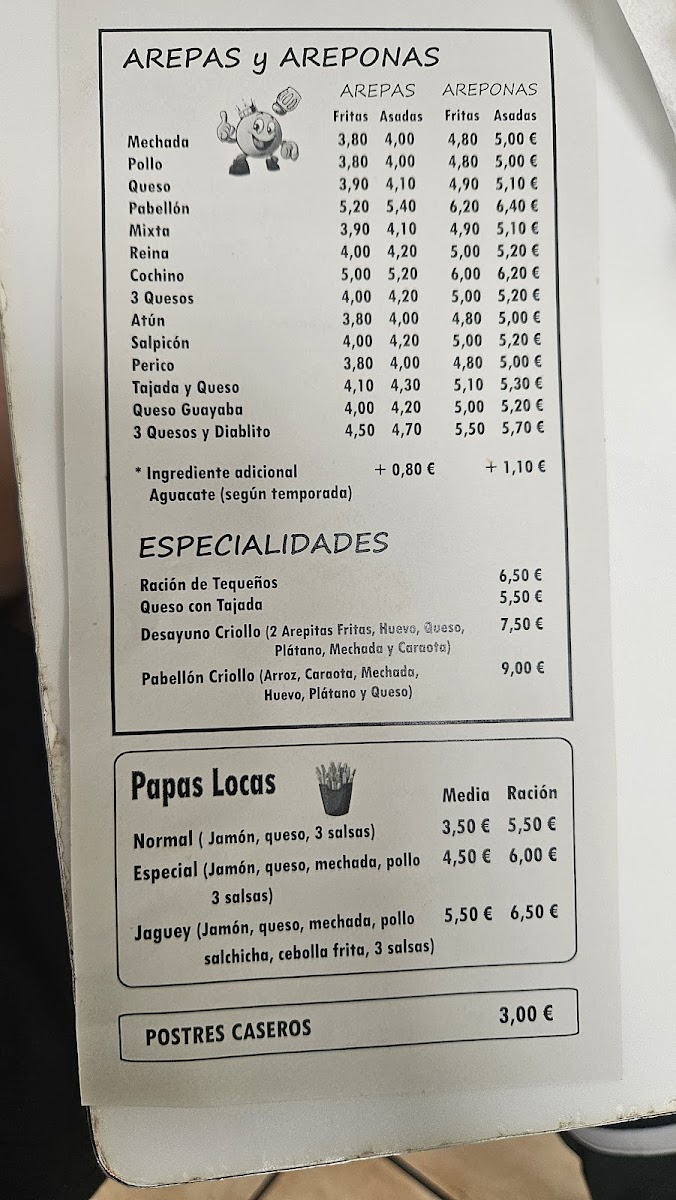 AREPAS y AREPONAS
AREPAS AREPONAS
Fritas Asadas Fritas Asadas
Mechada 3,80 4,00 4,80 5,00 €
Pollo 3,80 4,00 4,80 5,00 €
Queso 3,90 4,10 4,90 5,10 €
Pabellón 5,20 5,40 6,20 6,40 €
Mixta 3,90 4,10 4,90 5,10 €
Reina 4,00 4,20 5,00 5,20 €
Cochino 5,00 5,20 6,00 6,20 €
3 Quesos 4,00 4,20 5,00 5,20 €
Atún 3,80 4,00 4,80 5,00 €
Salpicón 4,00 4,20 5,00 5,20 €
Perico 3,80 4,00 4,80 5,00 €
Tajada y Queso 4,10 4,30 5,10 5,30 €
Queso Guayaba 4,00 4,20 5,00 5,20 €
3 Quesos y Diablito 4,50 4,70 5,50 5,70 €
* Ingrediente adicional + 0,80 € + 1,10 €
Aguacate (según temporada)
ESPECIALIDADES
Ración de Tequeños 6,50 €
Queso con Tajada 5,50 €
Desayuno Criollo (2 Arepitas Fritas, Huevo, Queso, 7,50 €
Plátano, Mechada y Caraota)
Pabellón Criollo (Arroz, Caraota, Mechada, 9,00 €
Huevo, Plátano y Queso)
Papas Locas
Media Ración
Normal ( Jamón, queso, 3 salsas) 3,50 € 5,50 €
Especial (Jamón, queso, mechada, pollo 4,50 € 6,00 €
3 salsas)
Jaguey (Jamón, queso, mechada, pollo 5,50 € 6,50 €
salchicha, cebolla frita, 3 salsas)
POSTRES CASEROS 3,00 €